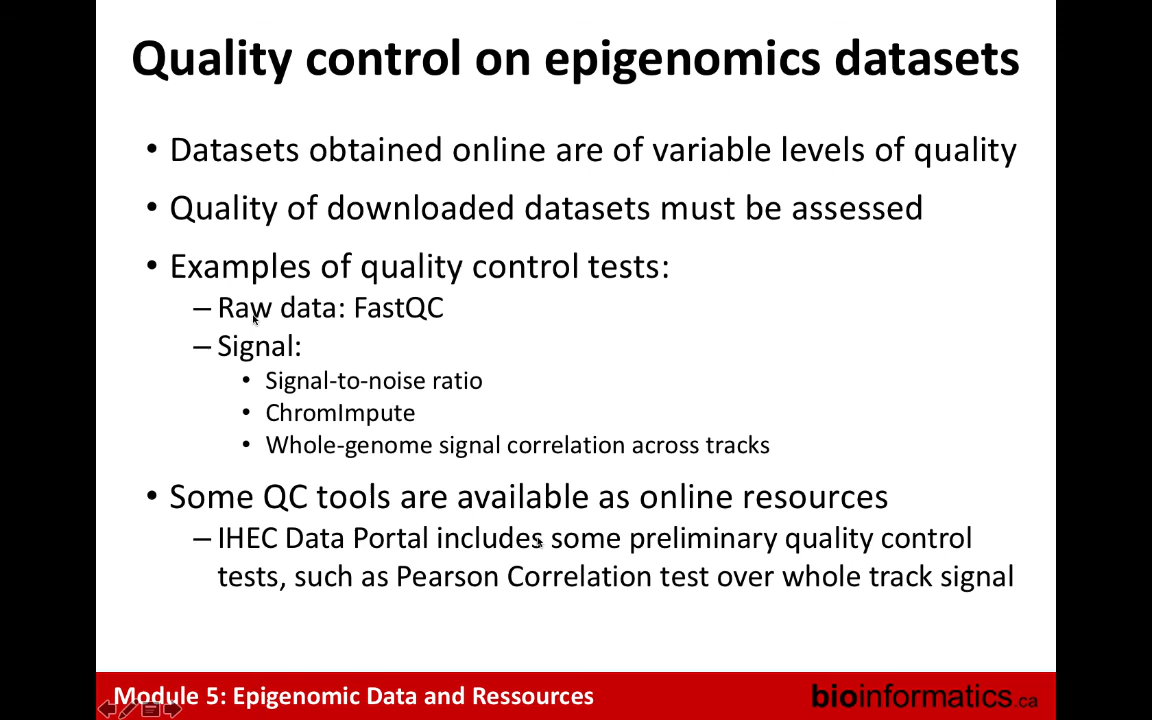 Quality control on epigenomics datasets
• Datasets obtained online are of variable levels of quality
• Quality of downloaded datasets must be assessed
• Examples of quality control tests:
– Raw data: FastQC
– Signal:
• Signal-to-noise ratio
• ChromImpute
• Whole-genome signal correlation across tracks
• Some QC tools are available as online resources
– IHEC Data Portal includes some preliminary quality control
tests, such as Pearson Correlation test over whole track signal
Module 5: Epigenomic Data and Ressources
bioinformatics.ca